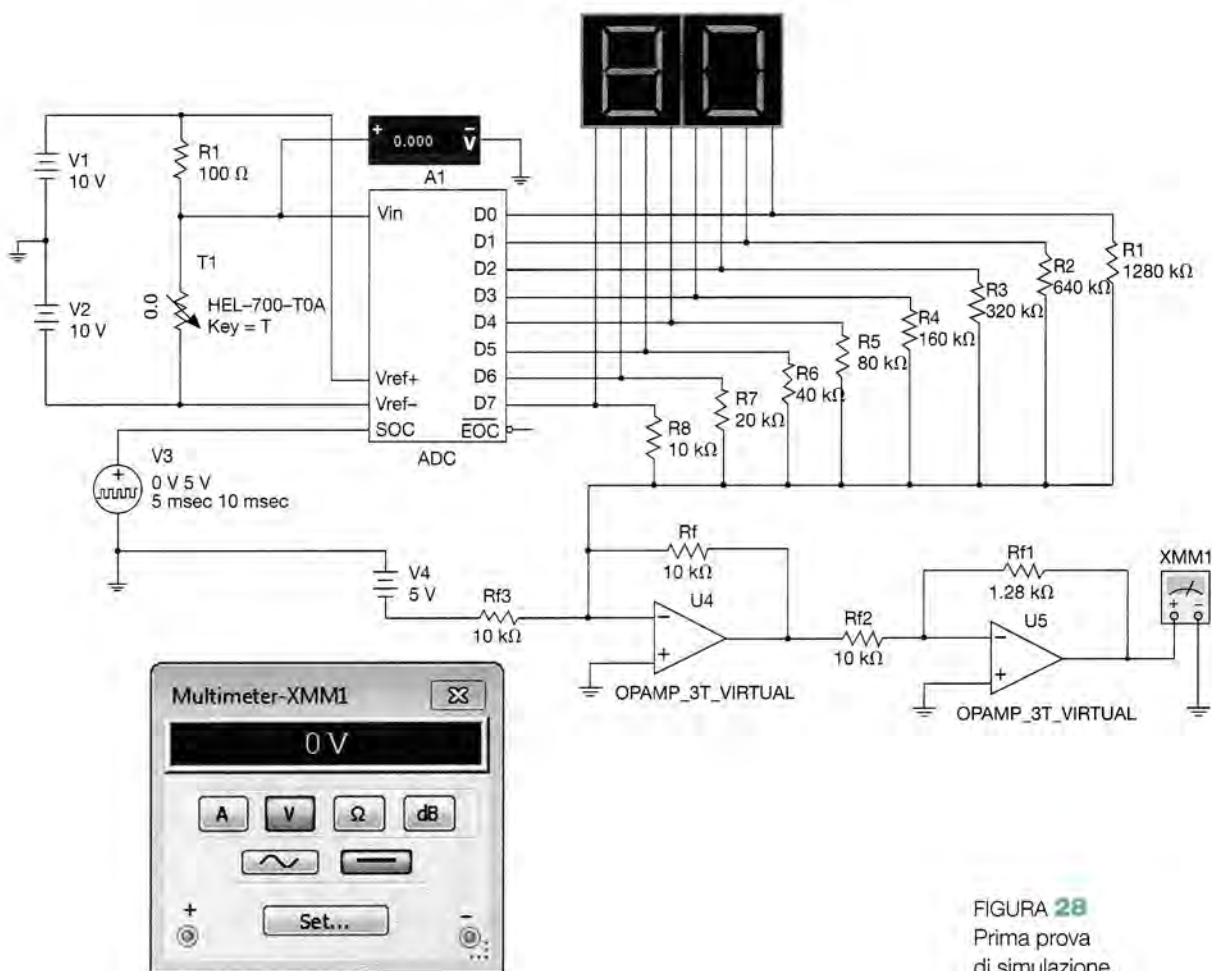 80
V1
10 V
R1
100 Ω
+ 0.000 V −
A1
Vin
D0
D1
D2
D3
D4
D5
D6
D7
Vref+
Vref−
SOC
EOC
ADC
T1
0.0
HEL–700–T0A
Key = T
V2
10 V
R1
1280 kΩ
R2
640 kΩ
R3
320 kΩ
R4
160 kΩ
R5
80 kΩ
R6
40 kΩ
R7
20 kΩ
R8
10 kΩ
V3
+
0 V 5 V
5 msec 10 msec
V4
5 V
Rf3
10 kΩ
Rf
10 kΩ
U4
−
+
OPAMP_3T_VIRTUAL
Rf2
10 kΩ
Rf1
1.28 kΩ
U5
−
+
OPAMP_3T_VIRTUAL
XMM1
+ −
Multimeter-XMM1
0 V
A V Ω dB
+ Set... −
FIGURA 28
Prima prova
di simulazione